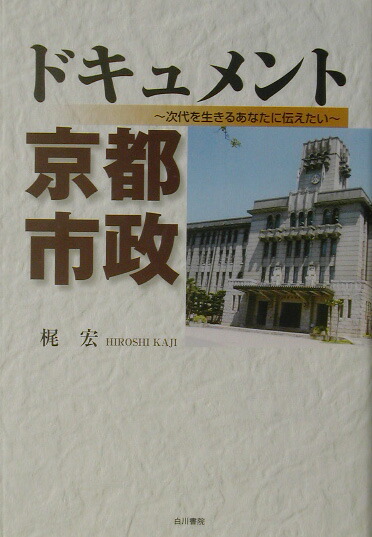 ドキュメント
～次代を生きるあなたに伝えたい～
京都
市政
梶 宏 HIROSHI KAJI
白川書院